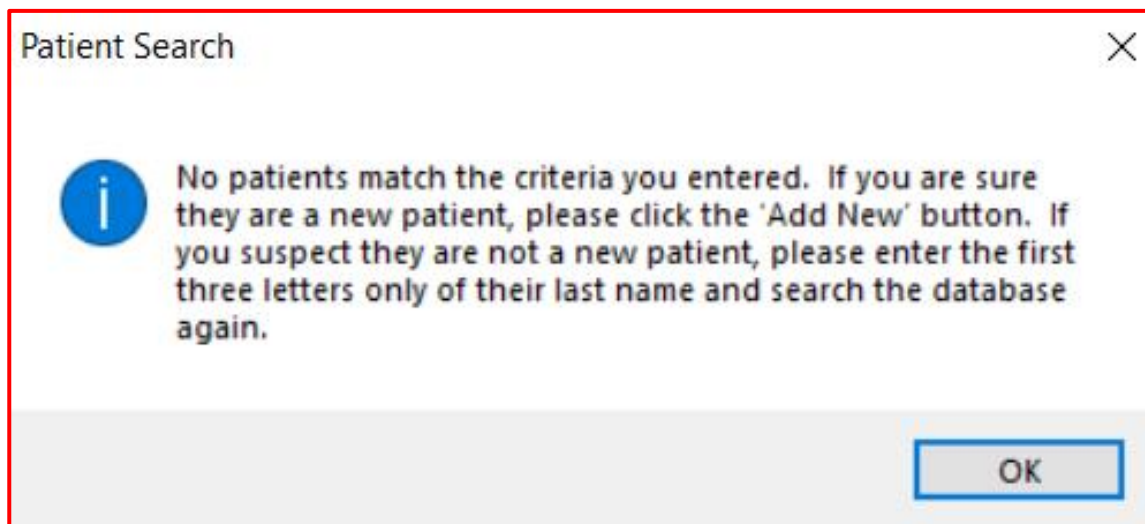 Patient Search
No patients match the criteria you entered.  If you are sure
they are a new patient, please click the ‘Add New’ button.  If
you suspect they are not a new patient, please enter the first
three letters only of their last name and search the database
again.
OK